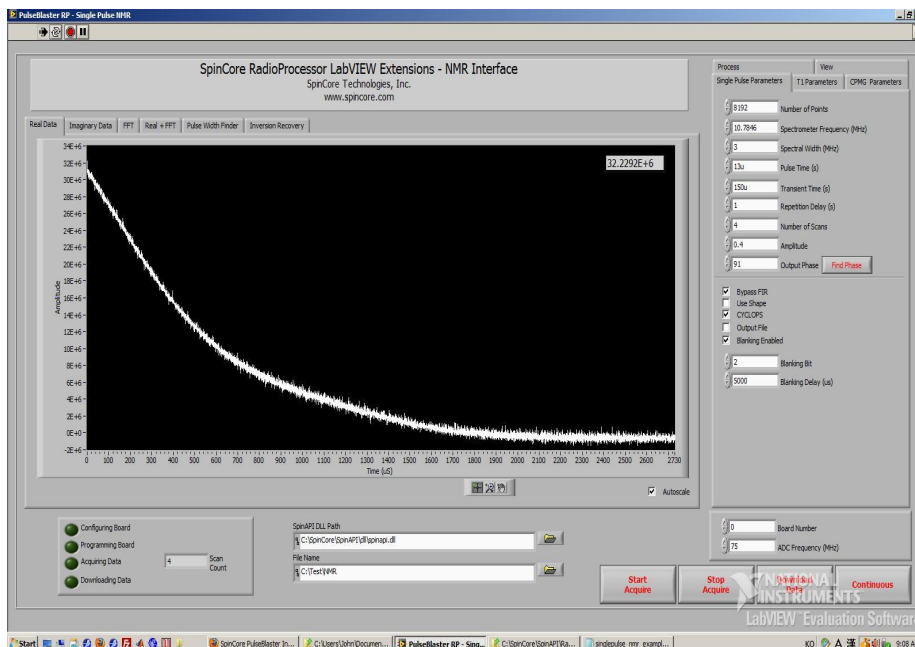 PulseBlaster RP - Single Pulse NMR
SpinCore RadioProcessor LabVIEW Extensions - NMR Interface
SpinCore Technologies, Inc.
www.spincore.com
Real Data
Imaginary Data
FFT
Real + FFT
Pulse Width Finder
Inversion Recovery
32.2292E+6
34E+6
32E+6
30E+6
28E+6
26E+6
24E+6
22E+6
20E+6
18E+6
16E+6
14E+6
12E+6
10E+6
8E+6
6E+6
4E+6
2E+6
0E+0
-2E+6
Amplitude
0 100 200 300 400 500 600 700 800 900 1000 1100 1200 1300 1400 1500 1600 1700 1800 1900 2000 2100 2200 2300 2400 2500 2600 2730
Time (uS)
Autoscale
Process
View
Single Pulse Parameters
T1 Parameters
CPMG Parameters
8192 Number of Points
10.7846 Spectrometer Frequency (MHz)
3 Spectral Width (MHz)
13u Pulse Time (s)
150u Transient Time (s)
1 Repetition Delay (s)
4 Number of Scans
0.4 Amplitude
91 Output Phase Find Phase
Bypass FIR
Use Shape
CYCLOPS
Output File
Blanking Enabled
2 Blanking Bit
5000 Blanking Delay (us)
Configuring Board
Programming Board
Acquiring Data
Downloading Data
4 Scan Count
SpinAPI DLL Path
C:\SpinCore\SpinAPI\dll\spinapi.dll
File Name
C:\Test\NMR
0 Board Number
75 ADC Frequency (MHz)
Start Acquire
Stop Acquire
Download Data
Continuous
NATIONAL INSTRUMENTS
LabVIEW Evaluation Software
Start
SpinCore PulseBlaster In...
C:\Users\John\Documen...
PulseBlaster RP - Sing...
C:\SpinCore\SpinAPI\Ra...
singlepulse_nmr_exampl...
KO
A 漢
9:08 A